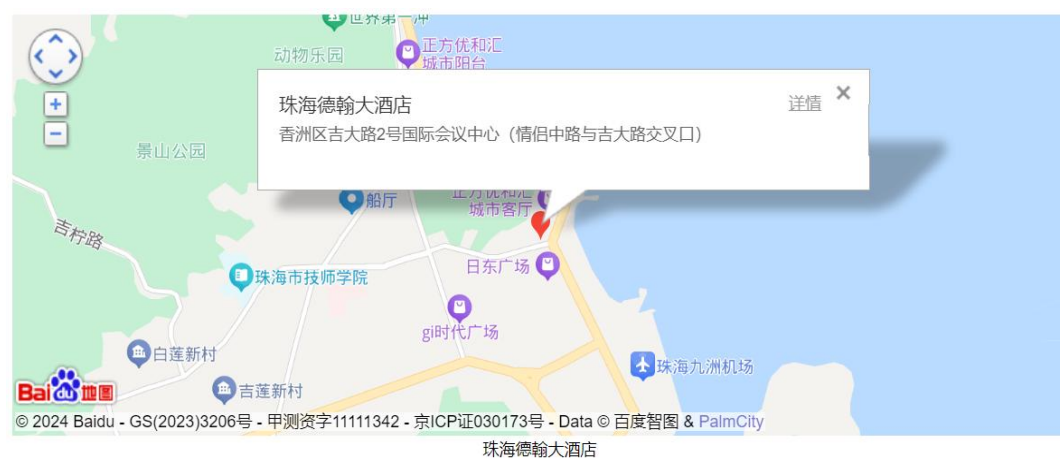 世界第一冲
动物乐园
正方优和汇
城市阳台
珠海德翰大酒店
详情
香洲区吉大路2号国际会议中心（情侣中路与吉大路交叉口）
景山公园
船厅
正方优和汇
城市客厅
吉柠路
日东广场
珠海市技师学院
gi时代广场
白莲新村
珠海九洲机场
吉莲新村
Bai du 地图
© 2024 Baidu - GS(2023)3206号 - 甲测资字11111342 - 京ICP证030173号 - Data © 百度智图 & PalmCity
珠海德翰大酒店